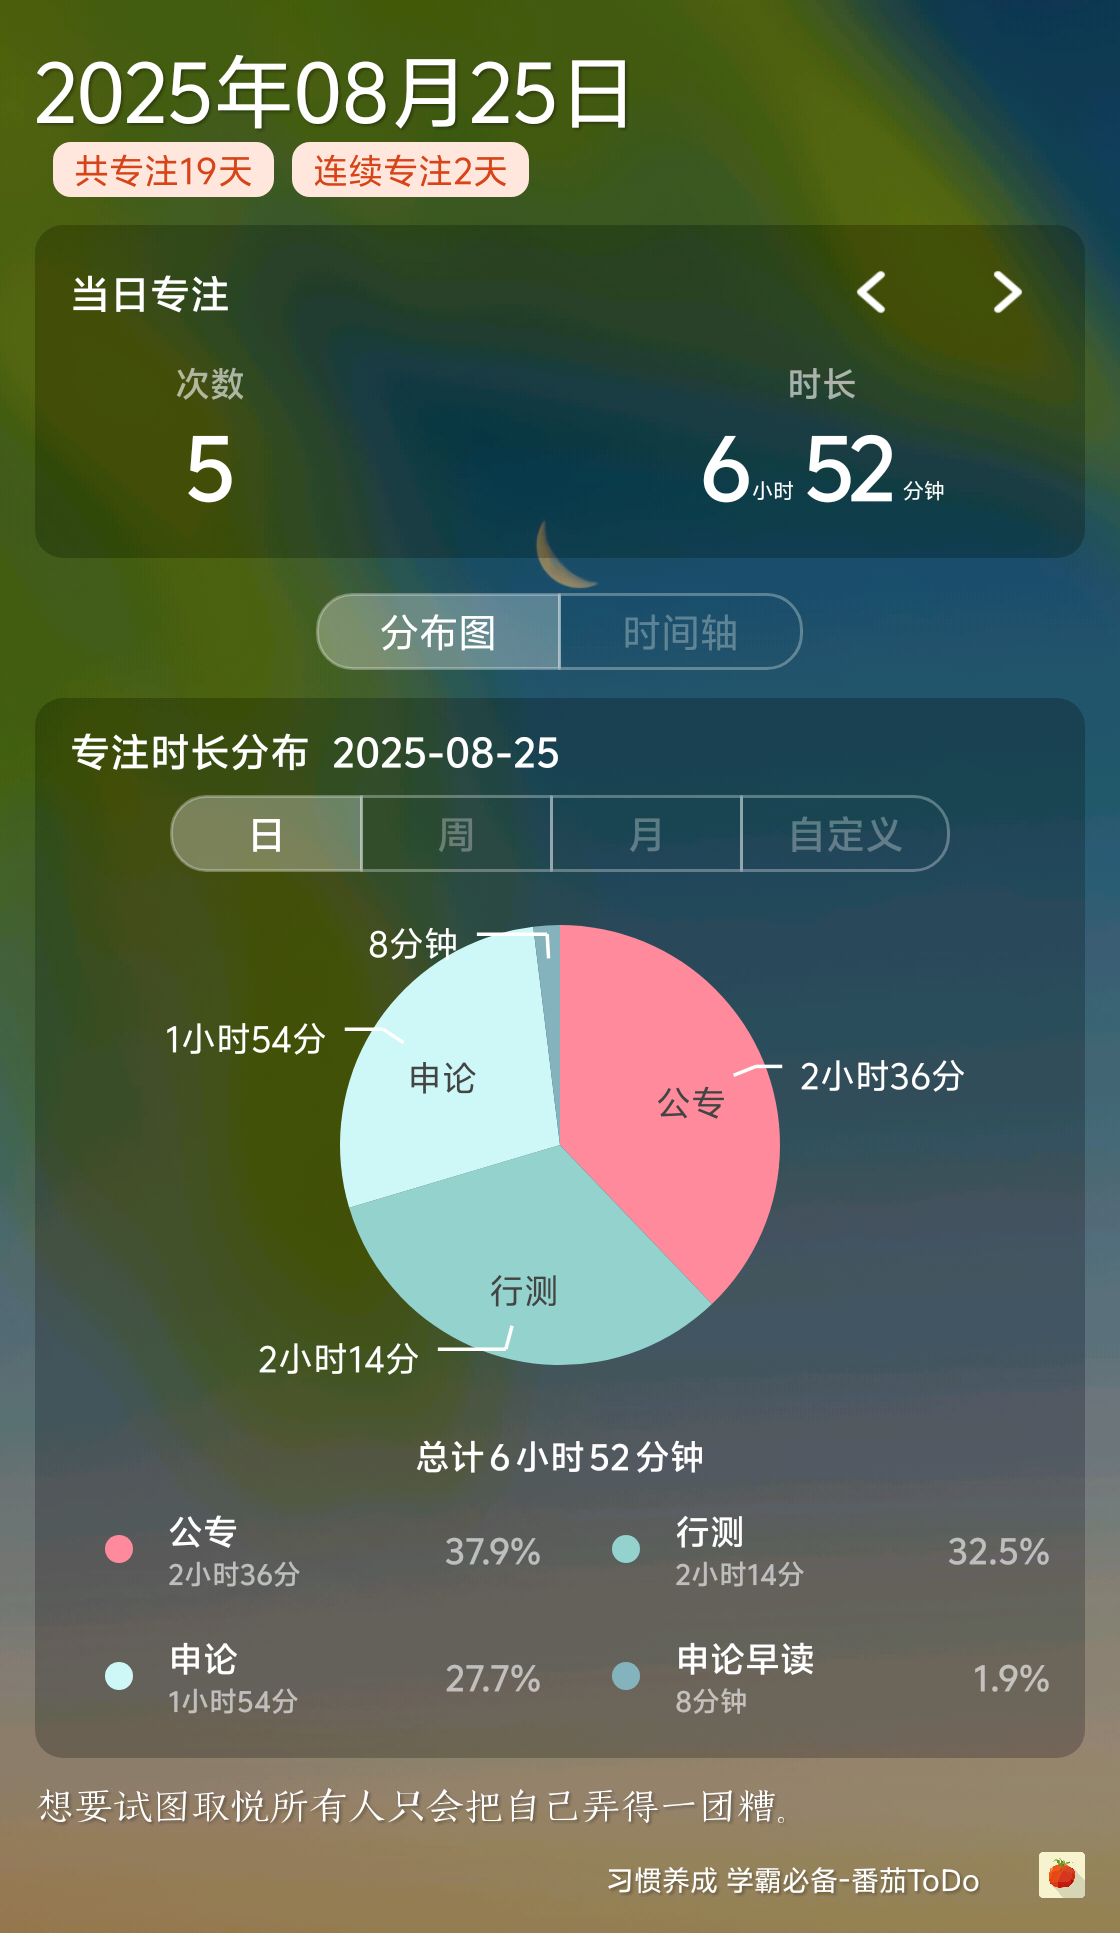 2025年08月25日
共专注19天 连续专注2天
当日专注
次数 时长
5 6小时52分钟
分布图 时间轴
专注时长分布 2025-08-25
日 周 月 自定义
8分钟
1小时54分
申论
2小时36分
公专
行测
2小时14分
总计6小时52分钟
公专 37.9% 行测 32.5%
2小时36分 2小时14分
申论 27.7% 申论早读 1.9%
1小时54分 8分钟
想要试图取悦所有人只会把自己弄得一团糟。
习惯养成 学霸必备-番茄ToDo